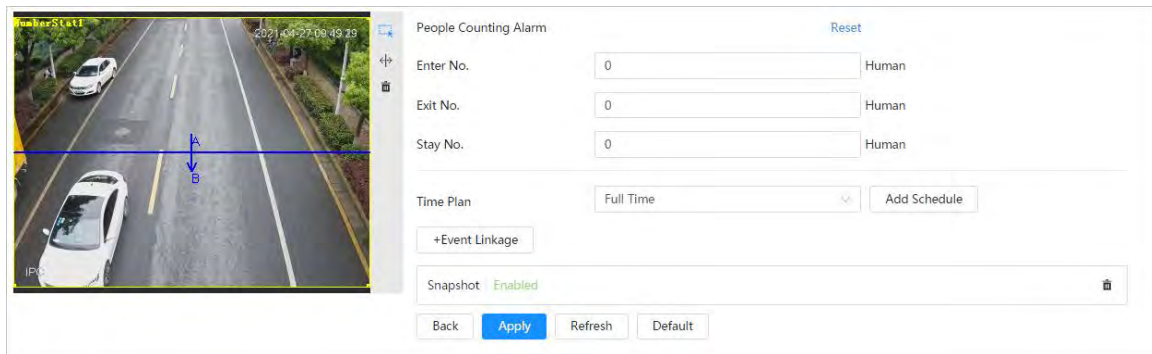 NumberStat1
2021-04-27 09:49:29
A
B
IPC
People Counting Alarm Reset
Enter No. 0 Human
Exit No. 0 Human
Stay No. 0 Human
Time Plan Full Time Add Schedule
+Event Linkage
Snapshot Enabled
Back Apply Refresh Default